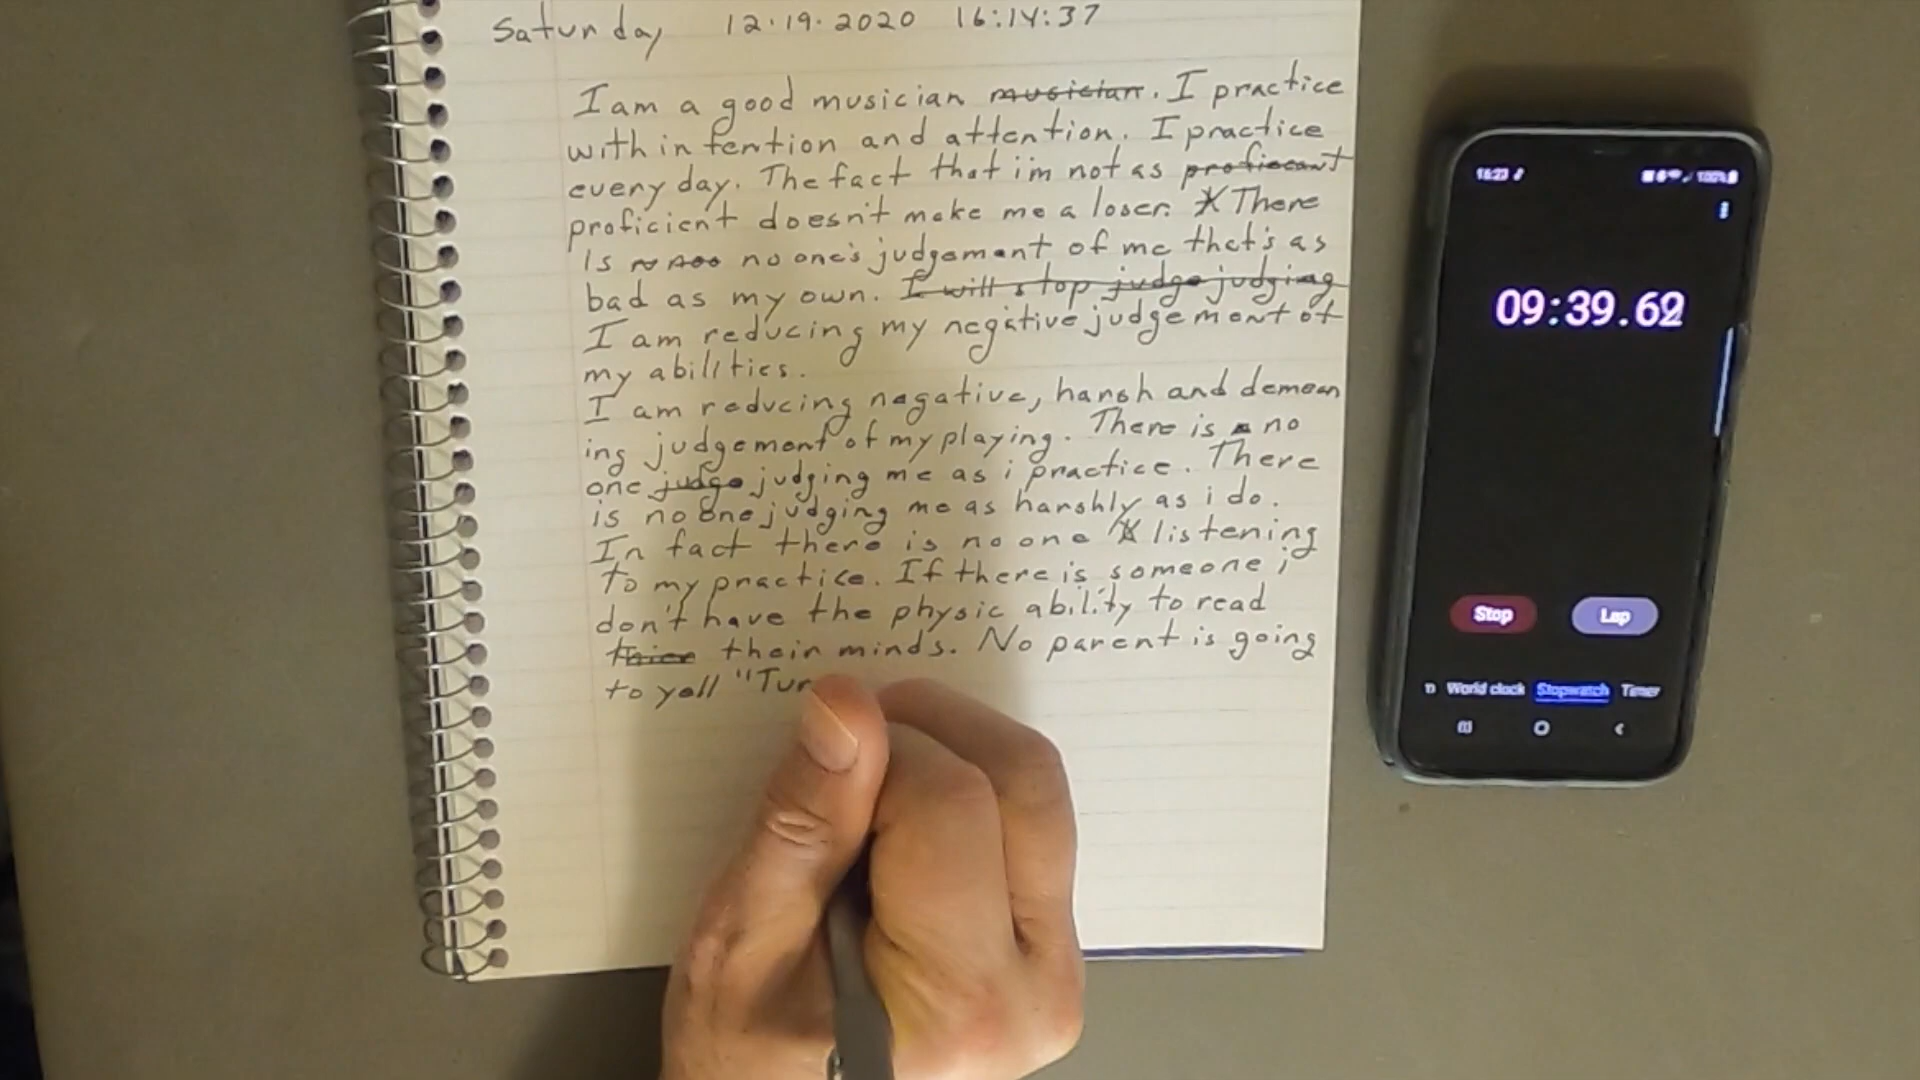 Saturday 12.19.2020 16:14:37
I am a good musician musician. I practice
with intention and attention. I practice
every day. The fact that i'm not as profiecant
proficient doesn't make me a loser. There
Is no one's judgement of me that's as
bad as my own. I will stop judge judging
I am reducing my negative judgement of
my abilities.
I am reducing negative, harsh and demean
ing judgement of my playing. There is no
one judge judging me as i practice. There
is no one judging me as harshly as i do.
In fact there is no one listening
to my practice. If there is someone i
don't have the physic ability to read
thier their minds. No parent is going
to yell "Tur
16:23 100%
09:39.62
Stop Lap
World clock Stopwatch Timer